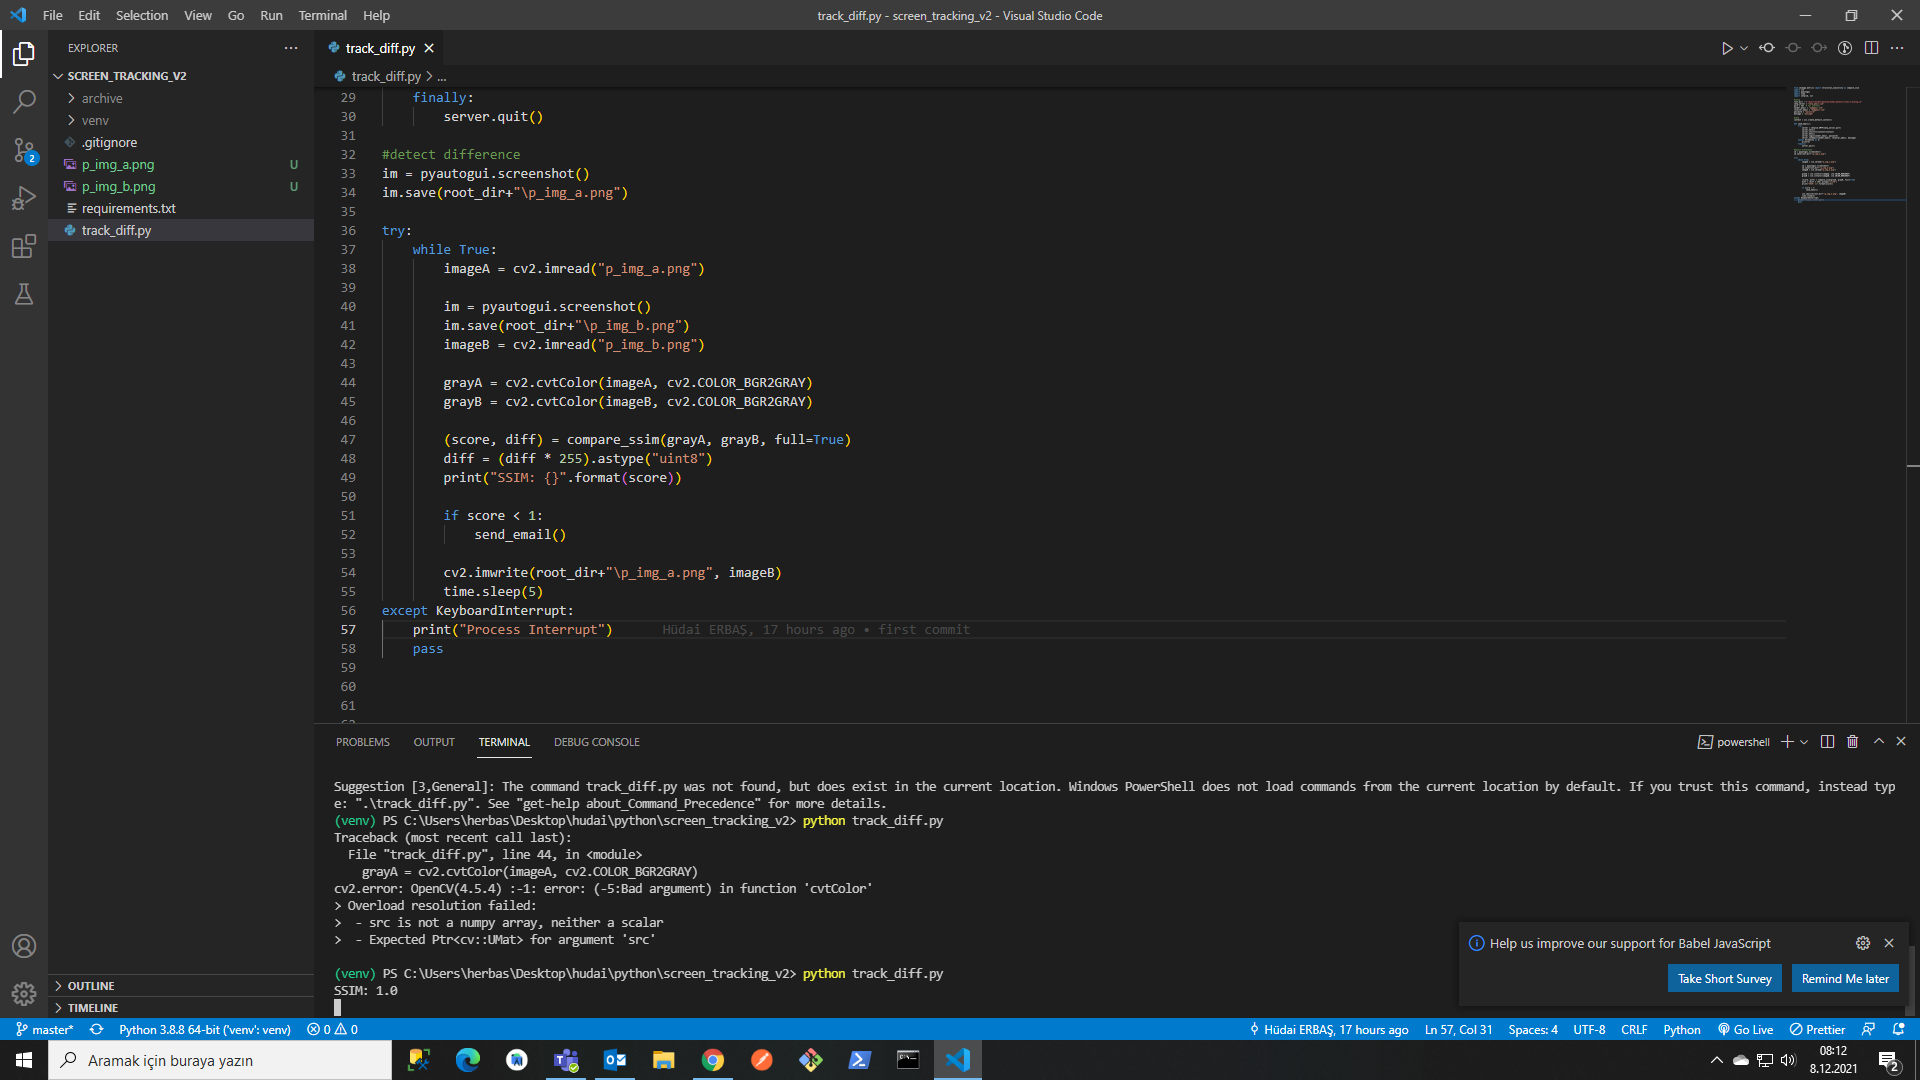 File Edit Selection View Go Run Terminal Help
track_diff.py - screen_tracking_v2 - Visual Studio Code
EXPLORER
SCREEN_TRACKING_V2
archive
venv
.gitignore
p_img_a.png U
p_img_b.png U
requirements.txt
track_diff.py
OUTLINE
TIMELINE
2
track_diff.py
track_diff.py > ...
29 finally:
30 server.quit()
31
32 #detect difference
33 im = pyautogui.screenshot()
34 im.save(root_dir+"\p_img_a.png")
35
36 try:
37 while True:
38 imageA = cv2.imread("p_img_a.png")
39
40 im = pyautogui.screenshot()
41 im.save(root_dir+"\p_img_b.png")
42 imageB = cv2.imread("p_img_b.png")
43
44 grayA = cv2.cvtColor(imageA, cv2.COLOR_BGR2GRAY)
45 grayB = cv2.cvtColor(imageB, cv2.COLOR_BGR2GRAY)
46
47 (score, diff) = compare_ssim(grayA, grayB, full=True)
48 diff = (diff * 255).astype("uint8")
49 print("SSIM: {}".format(score))
50
51 if score < 1:
52 send_email()
53
54 cv2.imwrite(root_dir+"\p_img_a.png", imageB)
55 time.sleep(5)
56 except KeyboardInterrupt:
57 print("Process Interrupt") Hüdai ERBAŞ, 17 hours ago • first commit
58 pass
59
60
61
PROBLEMS OUTPUT TERMINAL DEBUG CONSOLE
powershell
Suggestion [3,General]: The command track_diff.py was not found, but does exist in the current location. Windows PowerShell does not load commands from the current location by default. If you trust this command, instead typ
e: ".\track_diff.py". See "get-help about_Command_Precedence" for more details.
(venv) PS C:\Users\herbas\Desktop\hudai\python\screen_tracking_v2> python track_diff.py
Traceback (most recent call last):
File "track_diff.py", line 44, in <module>
grayA = cv2.cvtColor(imageA, cv2.COLOR_BGR2GRAY)
cv2.error: OpenCV(4.5.4) :-1: error: (-5:Bad argument) in function 'cvtColor'
> Overload resolution failed:
> - src is not a numpy array, neither a scalar
> - Expected Ptr<cv::UMat> for argument 'src'
(venv) PS C:\Users\herbas\Desktop\hudai\python\screen_tracking_v2> python track_diff.py
SSIM: 1.0
Help us improve our support for Babel JavaScript
Take Short Survey Remind Me later
master* Python 3.8.8 64-bit ('venv': venv) 0 0
Hüdai ERBAŞ, 17 hours ago Ln 57, Col 31 Spaces: 4 UTF-8 CRLF Python Go Live Prettier
Aramak için buraya yazın
08:12
8.12.2021
2